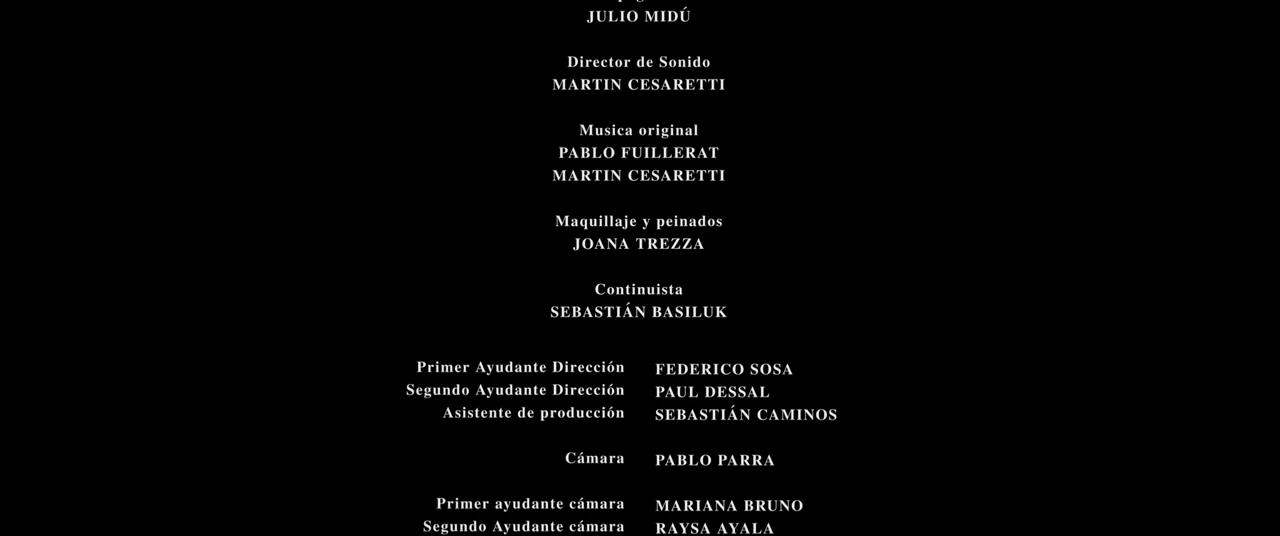 JULIO MIDÚ
Director de Sonido
MARTIN CESARETTI
Musica original
PABLO FUILLERAT
MARTIN CESARETTI
Maquillaje y peinados
JOANA TREZZA
Continuista
SEBASTIÁN BASILUK
Primer Ayudante Dirección FEDERICO SOSA
Segundo Ayudante Dirección PAUL DESSAL
Asistente de producción SEBASTIÁN CAMINOS
Cámara PABLO PARRA
Primer ayudante cámara MARIANA BRUNO
Segundo Ayudante cámara RAYSA AYALA